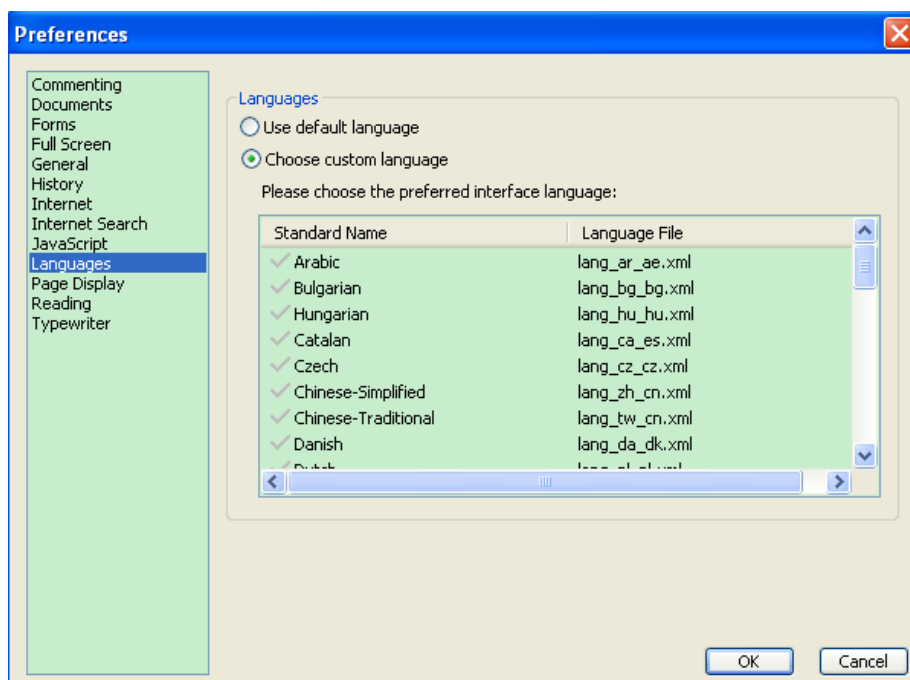 Preferences
Commenting
Documents
Forms
Full Screen
General
History
Internet
Internet Search
JavaScript
Languages
Page Display
Reading
Typewriter
Languages
Use default language
Choose custom language
Please choose the preferred interface language:
Standard Name Language File
Arabic lang_ar_ae.xml
Bulgarian lang_bg_bg.xml
Hungarian lang_hu_hu.xml
Catalan lang_ca_es.xml
Czech lang_cz_cz.xml
Chinese-Simplified lang_zh_cn.xml
Chinese-Traditional lang_tw_cn.xml
Danish lang_da_dk.xml
Dutch
OK Cancel